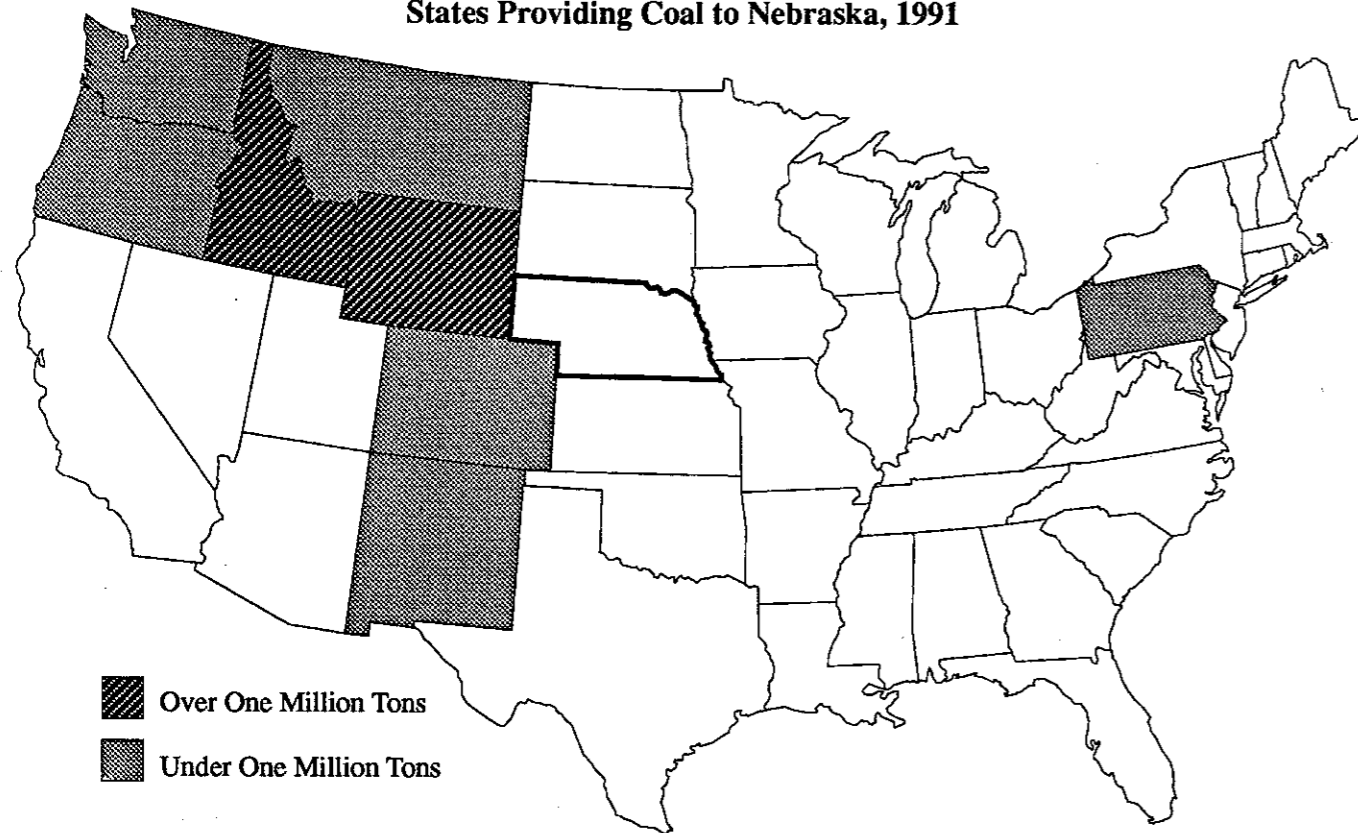 States Providing Coal to Nebraska, 1991
Over One Million Tons
Under One Million Tons